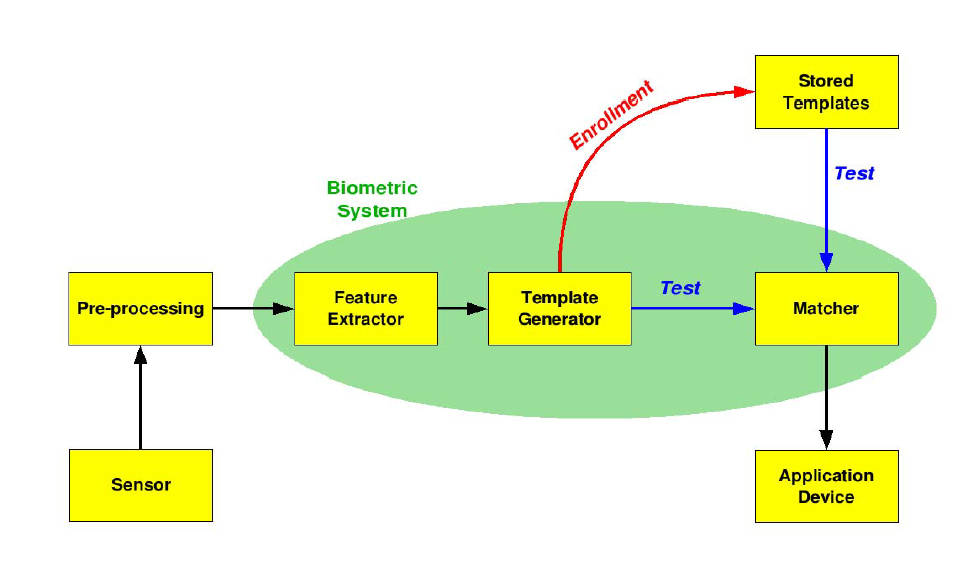 Stored
Templates
Enrollment
Test
Biometric
System
Pre-processing
Feature
Extractor
Template
Generator
Test
Matcher
Sensor
Application
Device